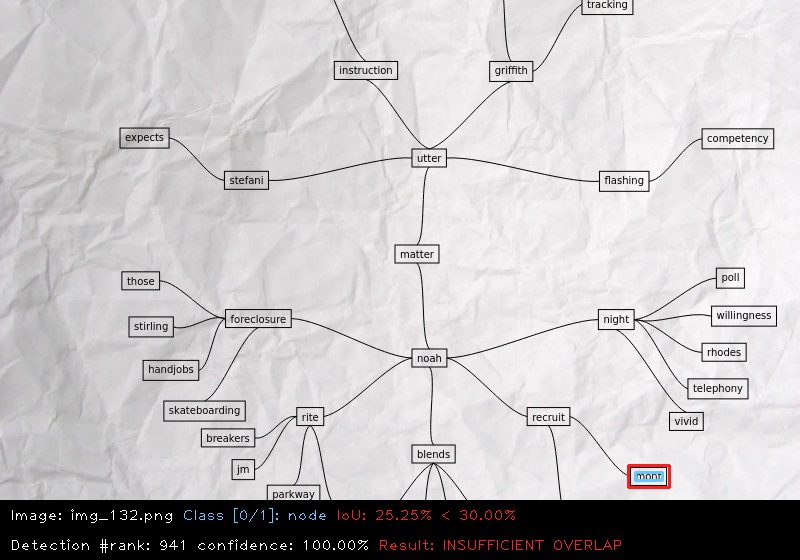 tracking
instruction
griffith
expects
competency
utter
stefani
flashing
matter
those
poll
foreclosure
night
willingness
stirling
noah
rhodes
handjobs
telephony
skateboarding
vivid
rite
recruit
breakers
blends
jm
mont
parkway
Image: img_132.png Class [0/1]: node IoU: 25.25% < 30.00%
Detection #rank: 941 confidence: 100.00% Result: INSUFFICIENT OVERLAP